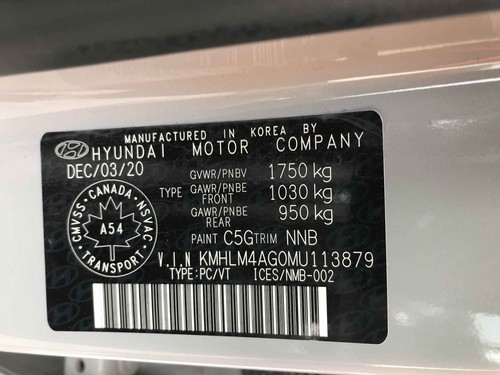 MANUFACTURED IN KOREA BY
HYUNDAI MOTOR COMPANY
DEC/03/20
GVWR/PNBV 1750 kg
TYPE GAWR/PNBE FRONT 1030 kg
GAWR/PNBE REAR 950 kg
PAINT C5G TRIM NNB
CMVSS - CANADA - NSVAC
A54
TRANSPORT
V.I.N KMHLM4AG0MU113879
TYPE:PC/VT ICES/NMB-002